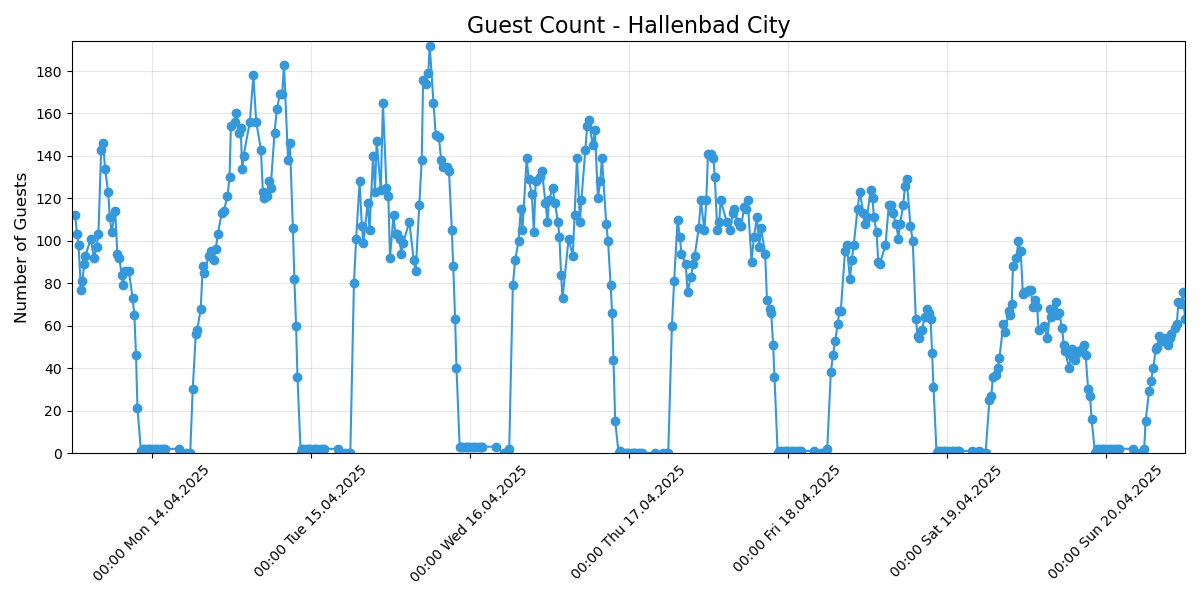 Guest Count - Hallenbad City
Number of Guests
180
160
140
120
100
80
60
40
20
0
00:00 Mon 14.04.2025
00:00 Tue 15.04.2025
00:00 Wed 16.04.2025
00:00 Thu 17.04.2025
00:00 Fri 18.04.2025
00:00 Sat 19.04.2025
00:00 Sun 20.04.2025